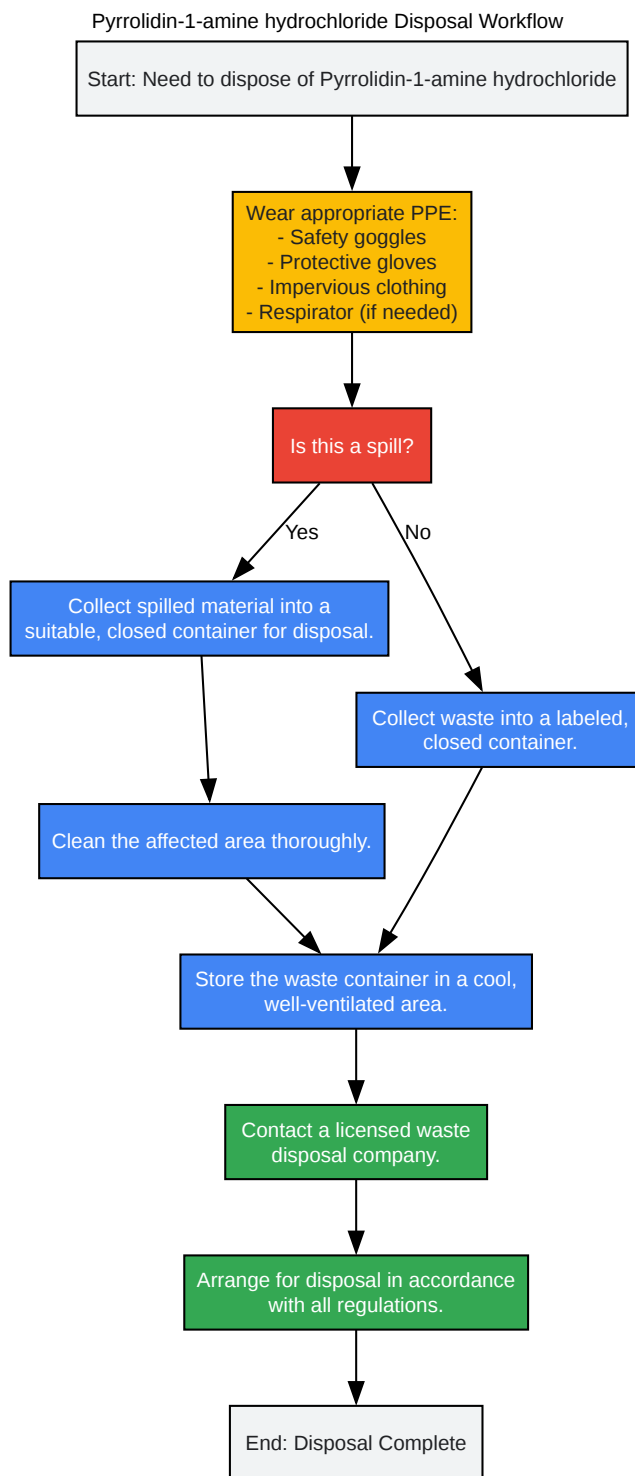 Pyrrolidin-1-amine hydrochloride Disposal Workflow
Start: Need to dispose of Pyrrolidin-1-amine hydrochloride
Wear appropriate PPE:
- Safety goggles
- Protective gloves
- Impervious clothing
- Respirator (if needed)
Is this a spill?
Yes
No
Collect spilled material into a
suitable, closed container for disposal.
Collect waste into a labeled,
closed container.
Clean the affected area thoroughly.
Store the waste container in a cool,
well-ventilated area.
Contact a licensed waste
disposal company.
Arrange for disposal in accordance
with all regulations.
End: Disposal Complete